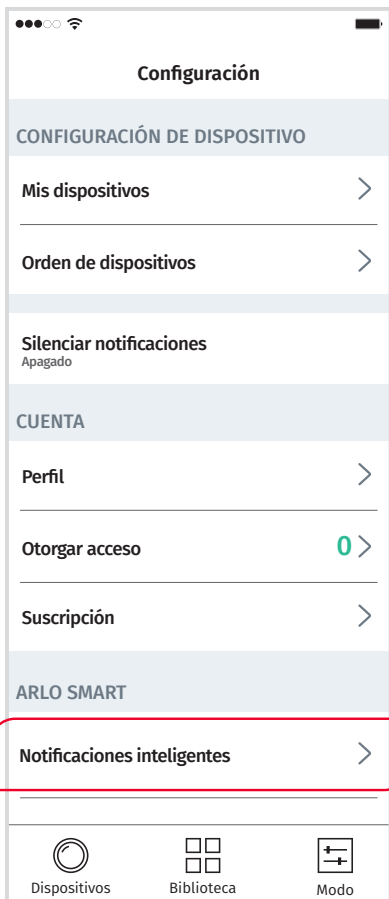 Configuración
CONFIGURACIÓN DE DISPOSITIVO
Mis dispositivos
Orden de dispositivos
Silenciar notificaciones
Apagado
CUENTA
Perfil
Otorgar acceso 0
Suscripción
ARLO SMART
Notificaciones inteligentes
Dispositivos Biblioteca Modo